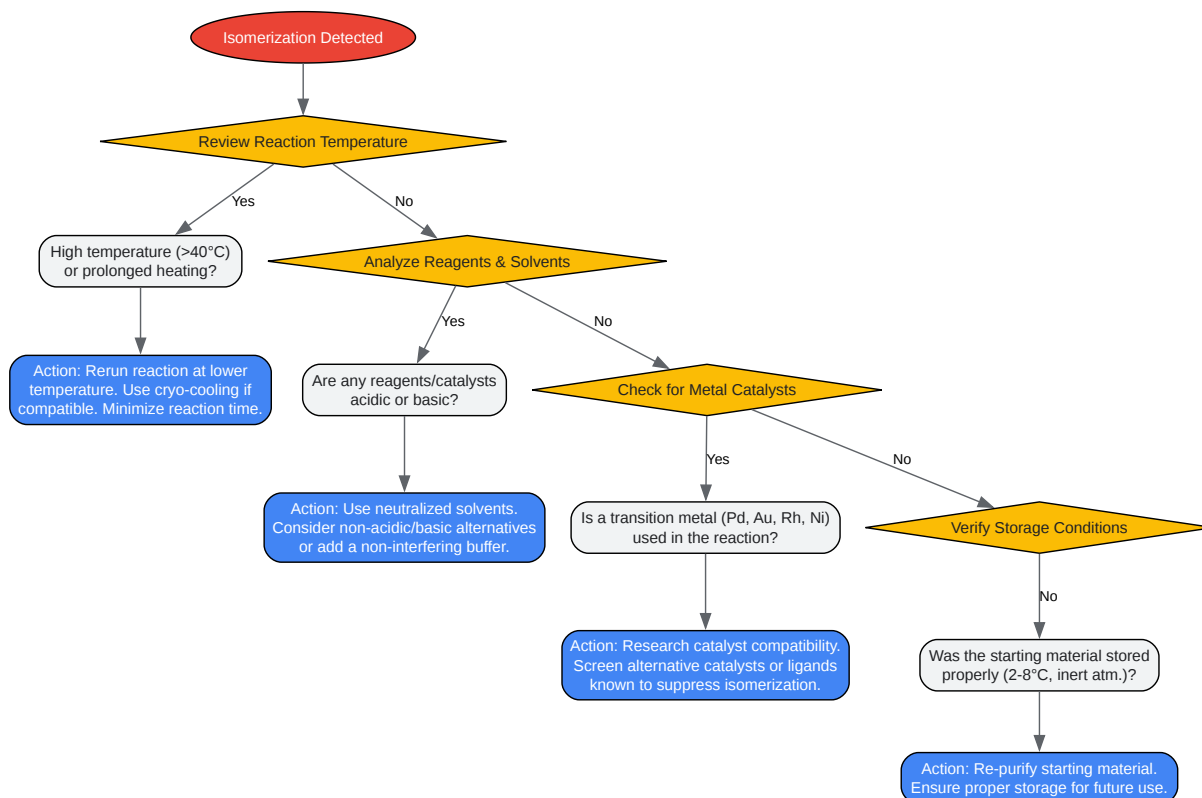 Isomerization Detected
Review Reaction Temperature
Yes
No
High temperature (>40°C)
or prolonged heating?
Analyze Reagents & Solvents
Action: Rerun reaction at lower
temperature. Use cryo-cooling if
compatible. Minimize reaction time.
Yes
No
Are any reagents/catalysts
acidic or basic?
Check for Metal Catalysts
Action: Use neutralized solvents.
Consider non-acidic/basic alternatives
or add a non-interfering buffer.
Yes
No
Is a transition metal (Pd, Au, Rh, Ni)
used in the reaction?
Verify Storage Conditions
Action: Research catalyst compatibility.
Screen alternative catalysts or ligands
known to suppress isomerization.
No
Was the starting material stored
properly (2-8°C, inert atm.)?
Action: Re-purify starting material.
Ensure proper storage for future use.